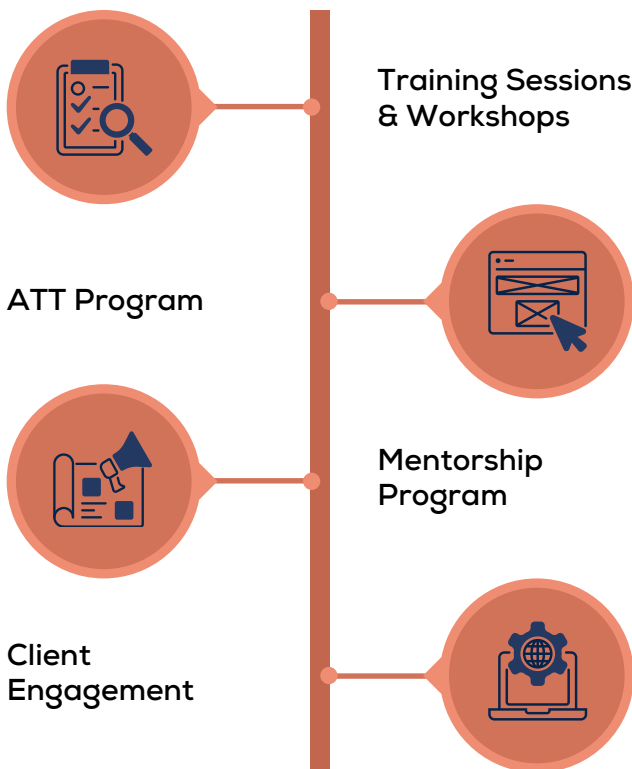 Training Sessions
& Workshops
ATT Program
Mentorship
Program
Client
Engagement